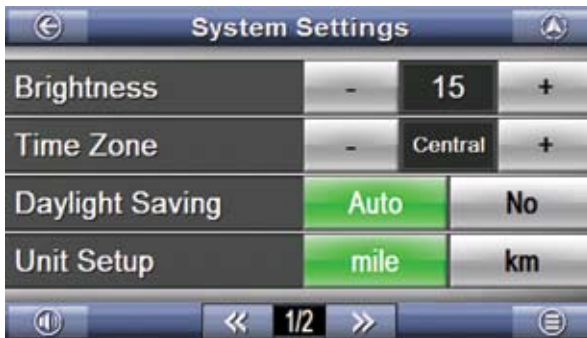 System Settings
Brightness - 15 +
Time Zone - Central +
Daylight Saving Auto No
Unit Setup mile km
« 1/2 »